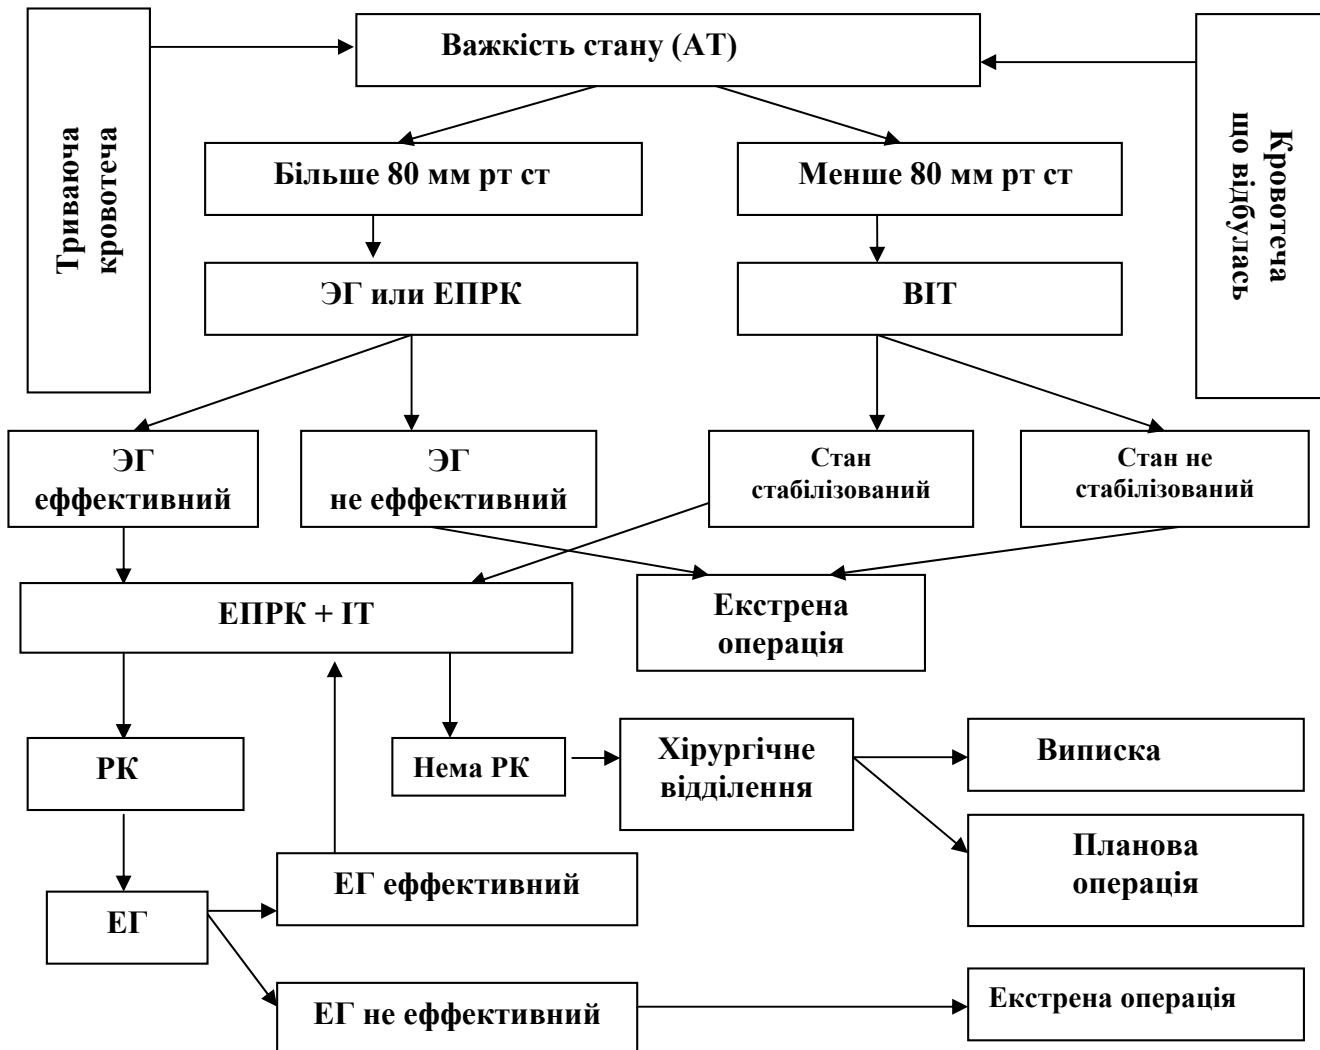 Важкість стану (АТ)
Триваюча
кровотеча
Кровотеча
що відбулась
Більше 80 мм рт ст
Менше 80 мм рт ст
ЭГ или ЕПРК
ВІТ
ЭГ
еффективний
ЭГ
не еффективний
Стан
стабілізований
Стан не
стабілізований
ЕПРК + ІТ
Екстрена
операція
РК
Нема РК
Хірургічне
відділення
Виписка
Планова
операція
ЕГ еффективний
ЕГ
ЕГ не еффективний
Екстрена операція